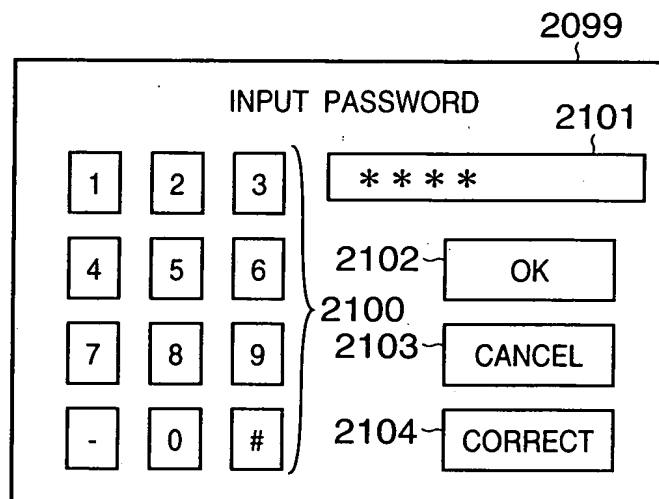 2099
INPUT PASSWORD
2101
1 2 3
* * * *
4 5 6
2102
OK
2100
7 8 9
2103
CANCEL
- 0 #
2104
CORRECT